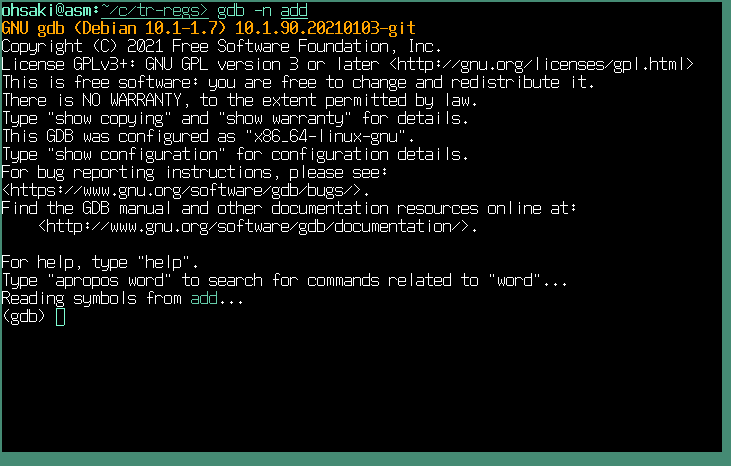 ohsaki@asm:~/c/tr-regs> gdb -n add
GNU gdb (Debian 10.1-1.7) 10.1.90.20210103-git
Copyright (C) 2021 Free Software Foundation, Inc.
License GPLv3+: GNU GPL version 3 or later <http://gnu.org/licenses/gpl.html>
This is free software: you are free to change and redistribute it.
There is NO WARRANTY, to the extent permitted by law.
Type "show copying" and "show warranty" for details.
This GDB was configured as "x86_64-linux-gnu".
Type "show configuration" for configuration details.
For bug reporting instructions, please see:
<https://www.gnu.org/software/gdb/bugs/>.
Find the GDB manual and other documentation resources online at:
    <http://www.gnu.org/software/gdb/documentation/>.

For help, type "help".
Type "apropos word" to search for commands related to "word"...
Reading symbols from add...
(gdb)